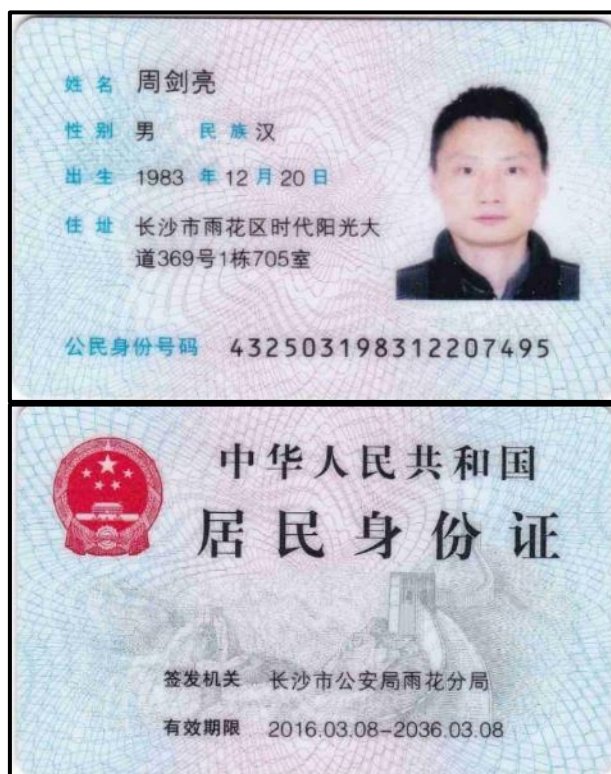 姓名 周剑亮
性别 男 民族 汉
出生 1983 年 12 月 20 日
住址 长沙市雨花区时代阳光大
道369号1栋705室
公民身份号码 432503198312207495
中华人民共和国
居民身份证
签发机关 长沙市公安局雨花分局
有效期限 2016.03.08-2036.03.08